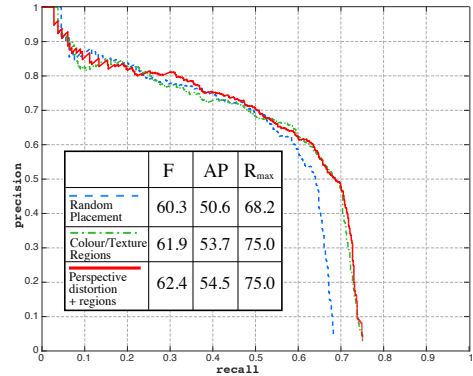 1
0.9
0.8
0.7
0.6
0.5
0.4
0.3
0.2
0.1
0
precision
F AP Rmax
Random
Placement
60.3 50.6 68.2
Colour/Texture
Regions
61.9 53.7 75.0
Perspective
distortion
+ regions
62.4 54.5 75.0
0 0.1 0.2 0.3 0.4 0.5 0.6 0.7 0.8 0.9 1
recall